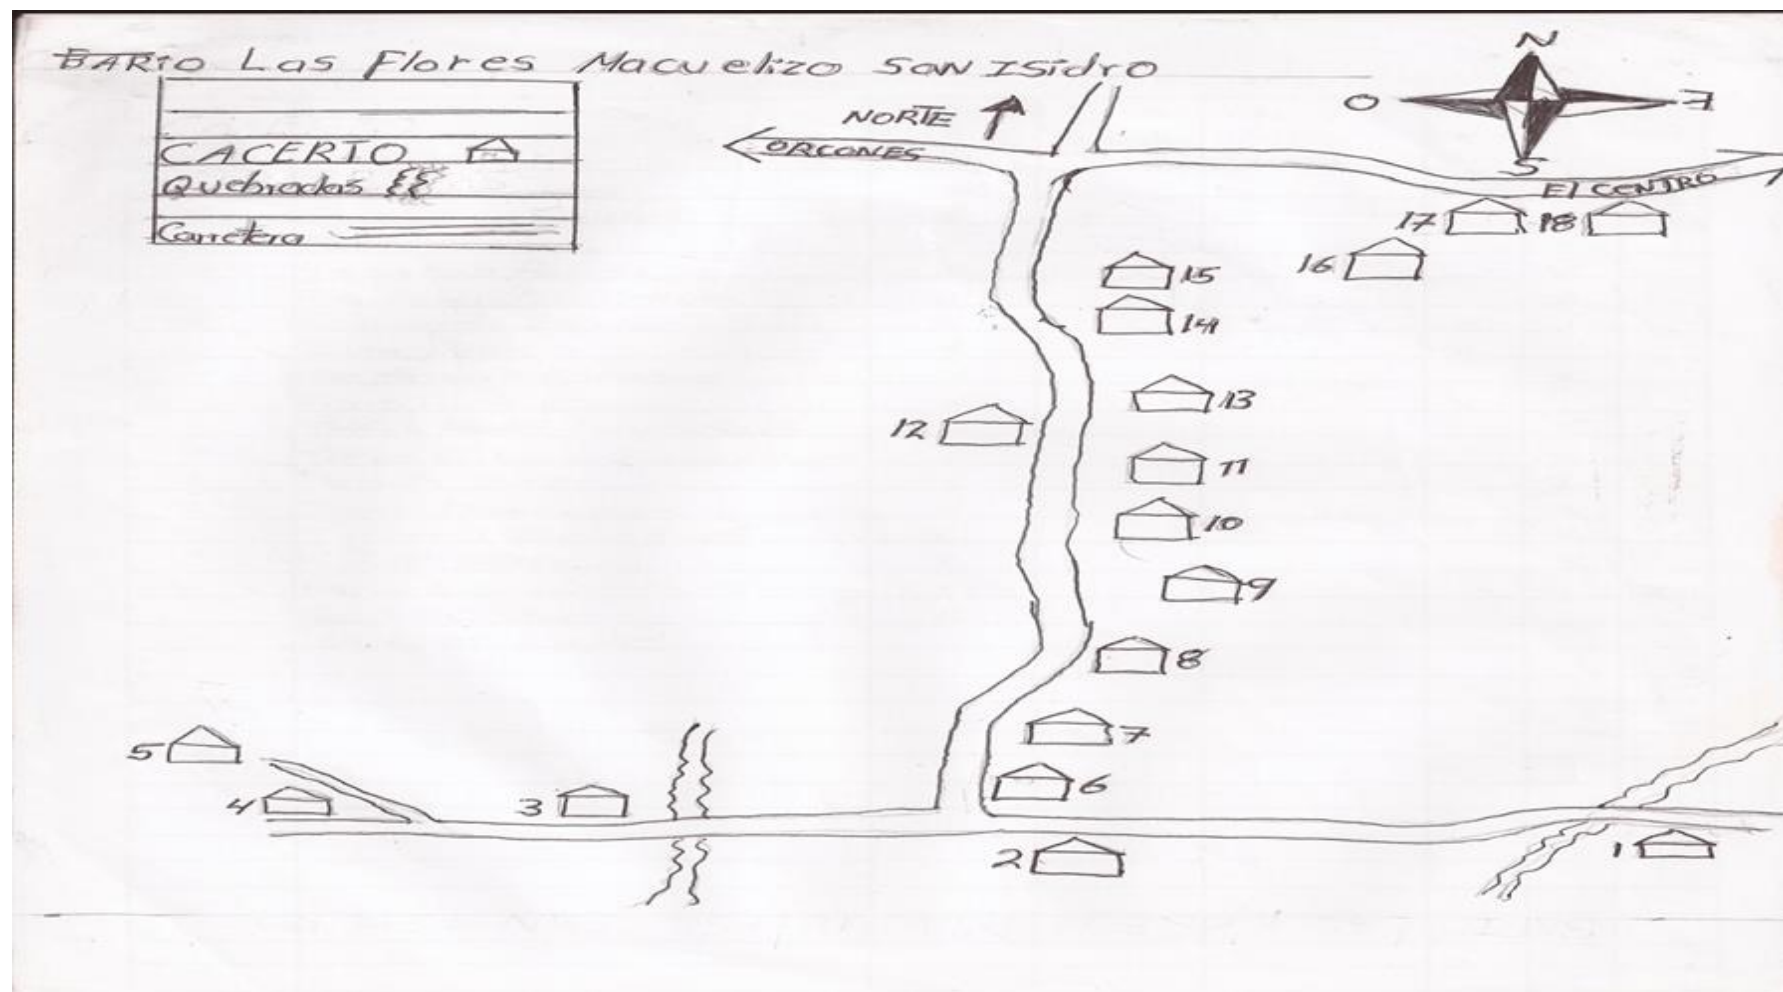 BARIO Las Flores Macuelizo San Isidro
N
O E
S
NORTE
ORCONES
El CENTRO
CACERIO
Quebradas
Carretera
17 18
16
15
14
13
12
11
10
9
8
7
5
6
4 3
2 1